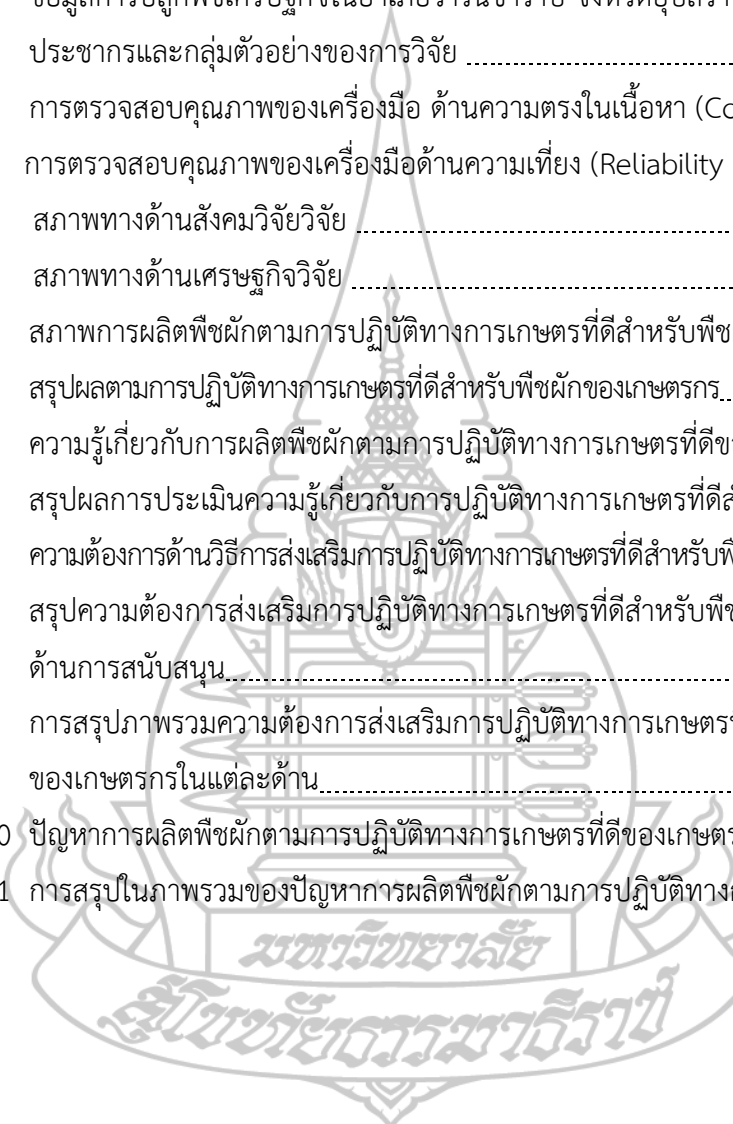 ข้อมูลการปลูกพืชเศรษฐกิจในอำเภอวารินชำราบ จังหวัดอุบลรา
ประชากรและกลุ่มตัวอย่างของการวิจัย
การตรวจสอบคุณภาพของเครื่องมือ ด้านความตรงในเนื้อหา (Co
การตรวจสอบคุณภาพของเครื่องมือด้านความเที่ยง (Reliability
สภาพทางด้านสังคมวิจัยวิจัย
สภาพทางด้านเศรษฐกิจวิจัย
สภาพการผลิตพืชผักตามการปฏิบัติทางการเกษตรที่ดีสำหรับพืช
สรุปผลตามการปฏิบัติทางการเกษตรที่ดีสำหรับพืชผักของเกษตรกร
ความรู้เกี่ยวกับการผลิตพืชผักตามการปฏิบัติทางการเกษตรที่ดีข
สรุปผลการประเมินความรู้เกี่ยวกับการปฏิบัติทางการเกษตรที่ดีสำ
ความต้องการด้านวิธีการส่งเสริมการปฏิบัติทางการเกษตรที่ดีสำหรับพื
สรุปความต้องการส่งเสริมการปฏิบัติทางการเกษตรที่ดีสำหรับพืช
ด้านการสนับสนุน
การสรุปภาพรวมความต้องการส่งเสริมการปฏิบัติทางการเกษตร
ของเกษตรกรในแต่ละด้าน
0 ปัญหาการผลิตพืชผักตามการปฏิบัติทางการเกษตรที่ดีของเกษตร
1 การสรุปในภาพรวมของปัญหาการผลิตพืชผักตามการปฏิบัติทาง
มหาวิทยาลัย
สุโขทัยธรรมาธิราช